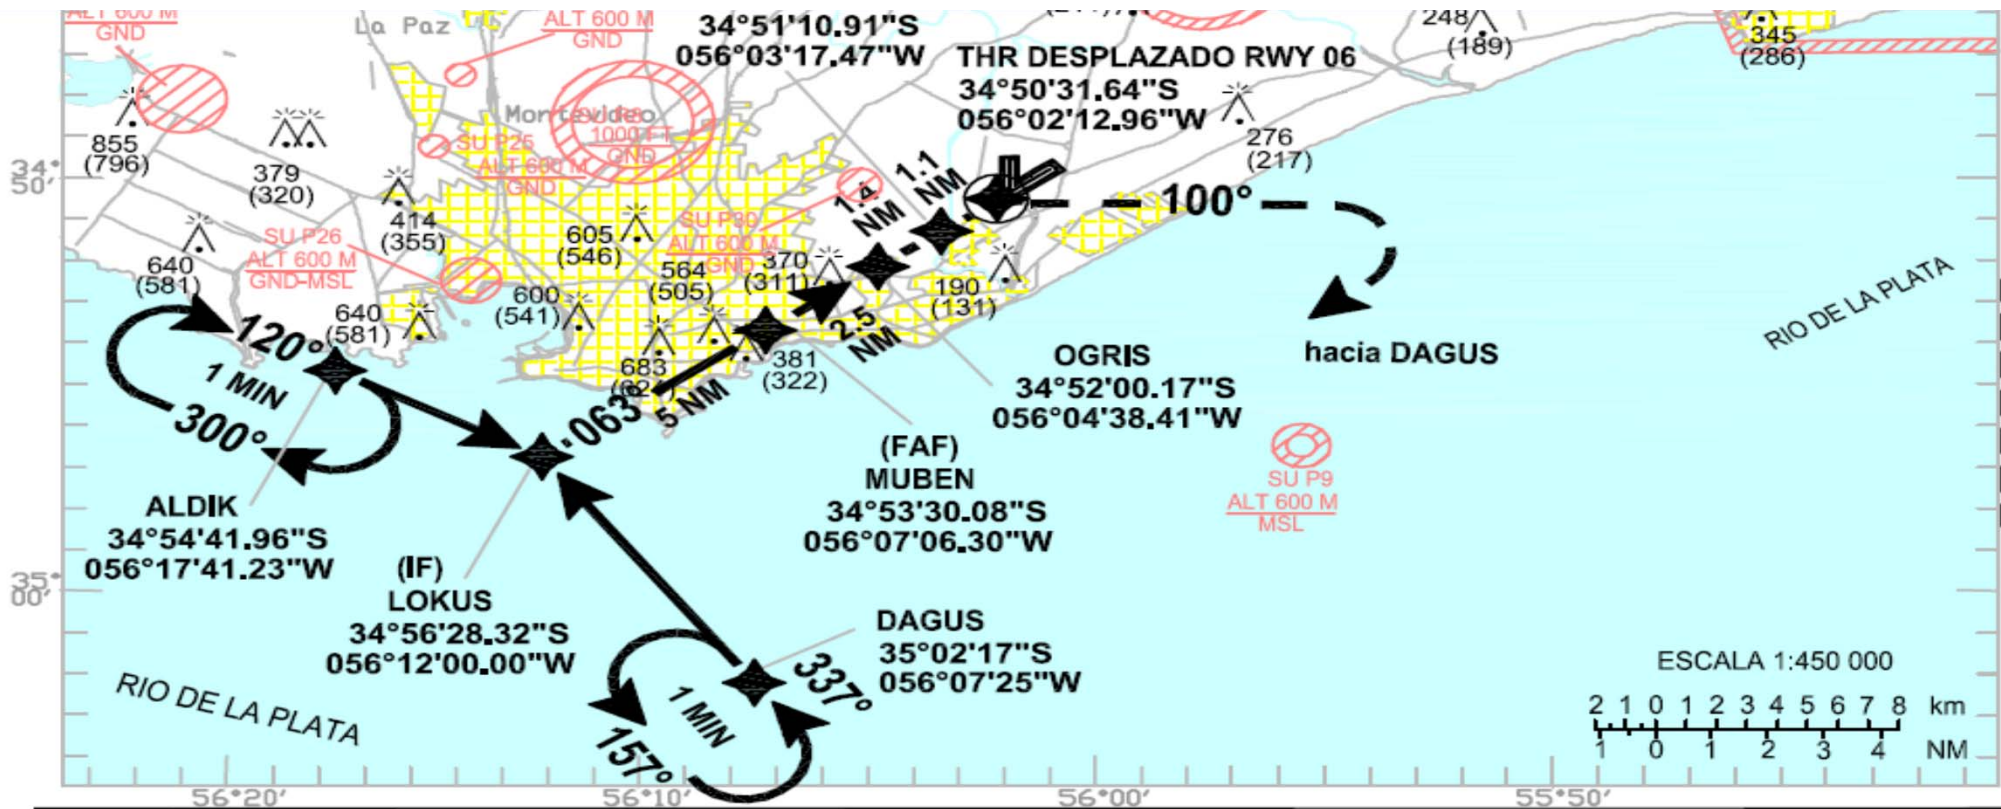 ALT 600 M
GND
La Paz
ALT 600 M
GND
34°51'10.91"S
056°03'17.47"W
THR DESPLAZADO RWY 06
34°50'31.64"S
056°02'12.96"W
248
(189)
345
(286)
855
(796)
379
(320)
Montevideo
1000 FT
GND
SU P25
ALT 600 M
GND
276
(217)
34°
50'
414
(355)
640
(581)
SU P26
ALT 600 M
GND-MSL
605
(546)
SU P30
ALT 600 M
GND
1.4
NM
1.1
NM
100°
640
(581)
600
(541)
564
(505)
370
(311)
190
(131)
RIO DE LA PLATA
120°
1 MIN
300°
683
381
(322)
2.5
NM
063°
5 NM
OGRIS
34°52'00.17"S
056°04'38.41"W
hacia DAGUS
(FAF)
MUBEN
34°53'30.08"S
056°07'06.30"W
SU P9
ALT 600 M
MSL
ALDIK
34°54'41.96"S
056°17'41.23"W
(IF)
LOKUS
34°56'28.32"S
056°12'00.00"W
35°
00'
DAGUS
35°02'17"S
056°07'25"W
337°
1 MIN
157°
RIO DE LA PLATA
ESCALA 1:450 000
2 1 0 1 2 3 4 5 6 7 8 km
1 0 1 2 3 4 NM
56°20'
56°10'
56°00'
55°50'